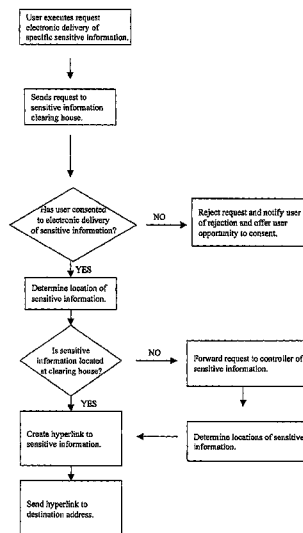 User executes request
electronic delivery of
specific sensitive information.
Sends request to
sensitive information
clearing house.
Has user consented
to electronic delivery
of sensitive information?
NO
Reject request and notify user
of rejection and offer user
opportunity to consent.
YES
Determine location of
sensitive information.
Is sensitive
information located
at clearing house?
NO
Forward request to controller of
sensitive information.
YES
Create hyperlink to
sensitive information.
Determine locations of sensitive
information.
Send hyperlink to
destination address.